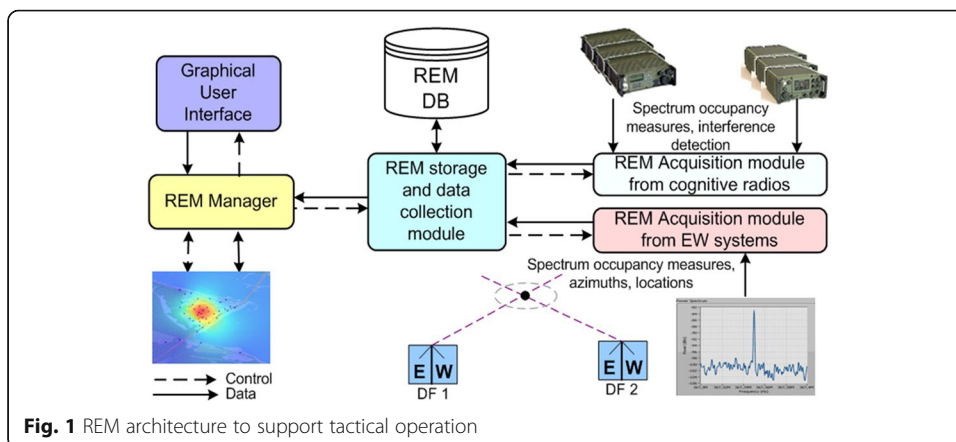 Graphical
User
Interface
REM
DB
Spectrum occupancy
measures, interference
detection
REM Manager
REM storage
and data
collection
module
REM Acquisition module
from cognitive radios
REM Acquisition module
from EW systems
Spectrum occupancy measures,
azimuths, locations
E W
DF 1
E W
DF 2
Control
Data
Fig. 1 REM architecture to support tactical operation